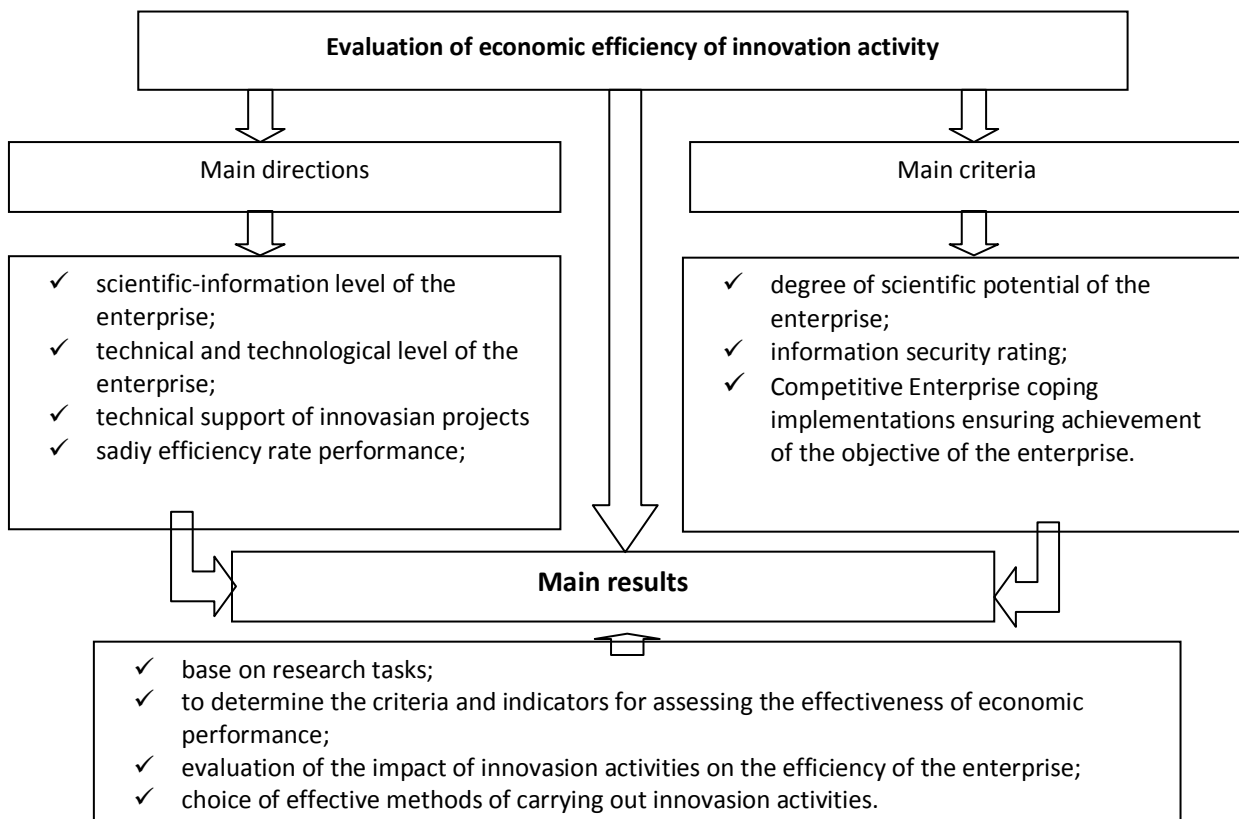 Evaluation of economic efficiency of innovation activity
Main directions
Main criteria
✓ scientific-information level of the
enterprise;
✓ technical and technological level of the
enterprise;
✓ technical support of innovasian projects
✓ sadiy efficiency rate performance;
✓ degree of scientific potential of the
enterprise;
✓ information security rating;
✓ Competitive Enterprise coping
implementations ensuring achievement
of the objective of the enterprise.
Main results
✓ base on research tasks;
✓ to determine the criteria and indicators for assessing the effectiveness of economic
performance;
✓ evaluation of the impact of innovasion activities on the efficiency of the enterprise;
✓ choice of effective methods of carrying out innovasion activities.